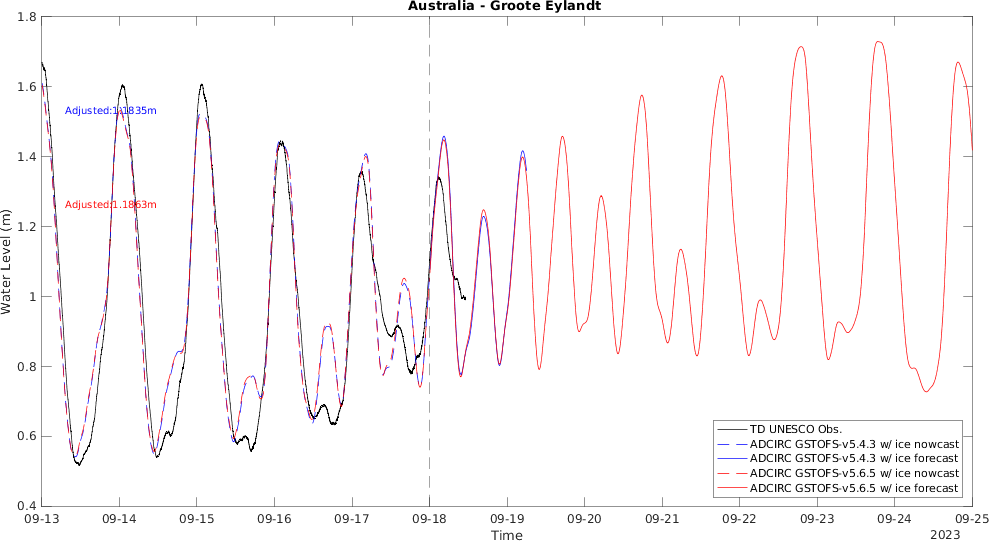 Australia - Groote Eylandt
1.8
1.6
1.4
1.2
1
0.8
0.6
0.4
Water Level (m)
Adjusted:1.1835m
Adjusted:1.1863m
TD UNESCO Obs.
ADCIRC GSTOFS-v5.4.3 w/ ice nowcast
ADCIRC GSTOFS-v5.4.3 w/ ice forecast
ADCIRC GSTOFS-v5.6.5 w/ ice nowcast
ADCIRC GSTOFS-v5.6.5 w/ ice forecast
09-13 09-14 09-15 09-16 09-17 09-18 09-19 09-20 09-21 09-22 09-23 09-24 09-25
Time
2023